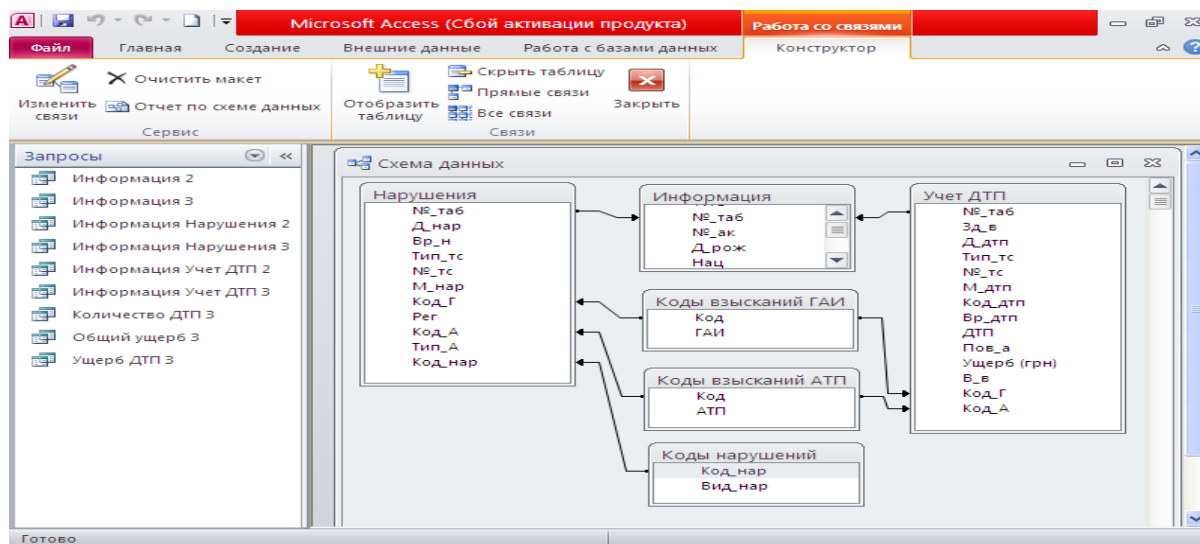 Microsoft Access (Сбой активации продукта)
Работа со связями
Файл
Главная
Создание
Внешние данные
Работа с базами данных
Конструктор
Изменить связи
Очистить макет
Отчет по схеме данных
Сервис
Отобразить таблицу
Скрыть таблицу
Прямые связи
Все связи
Связи
Закрыть
Запросы
Информация 2
Информация 3
Информация Нарушения 2
Информация Нарушения 3
Информация Учет ДТП 2
Информация Учет ДТП 3
Количество ДТП 3
Общий ущерб 3
Ущерб ДТП 3
Схема данных
Нарушения
№_таб
Д_нар
Вр_н
Тип_тс
№_тс
М_нар
Код_Г
Рег
Код_А
Тип_А
Код_нар
Информация
№_таб
№_ак
Д_рож
Нац
Коды взысканий ГАИ
Код
ГАИ
Коды взысканий АТП
Код
АТП
Коды нарушений
Код_нар
Вид_нар
Учет ДТП
№_таб
Зд_в
Д_дтп
Тип_тс
№_тс
М_дтп
Код_дтп
Вр_дтп
ДТП
Пов_а
Ущерб (грн)
В_в
Код_Г
Код_А
Готово